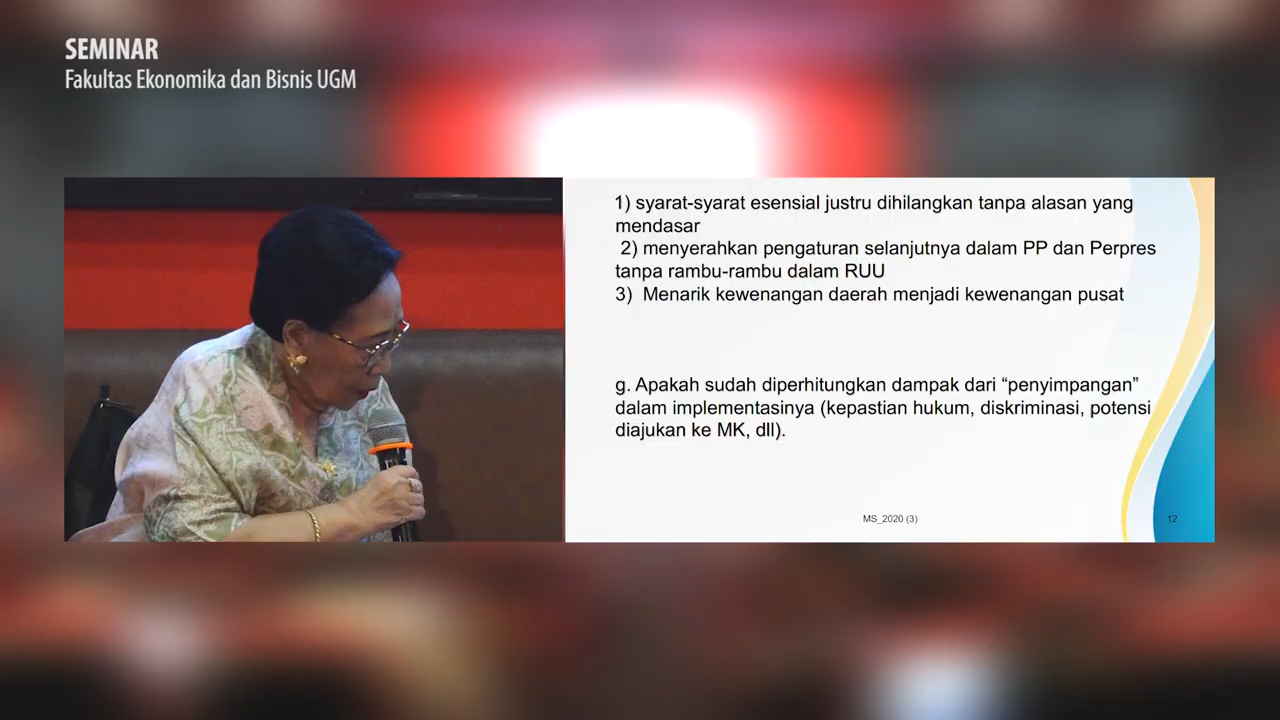 SEMINAR
Fakultas Ekonomika dan Bisnis UGM
1) syarat-syarat esensial justru dihilangkan tanpa alasan yang
mendasar
2) menyerahkan pengaturan selanjutnya dalam PP dan Perpres
tanpa rambu-rambu dalam RUU
3) Menarik kewenangan daerah menjadi kewenangan pusat
g. Apakah sudah diperhitungkan dampak dari “penyimpangan”
dalam implementasinya (kepastian hukum, diskriminasi, potensi
diajukan ke MK, dll).
MS_2020 (3)
12